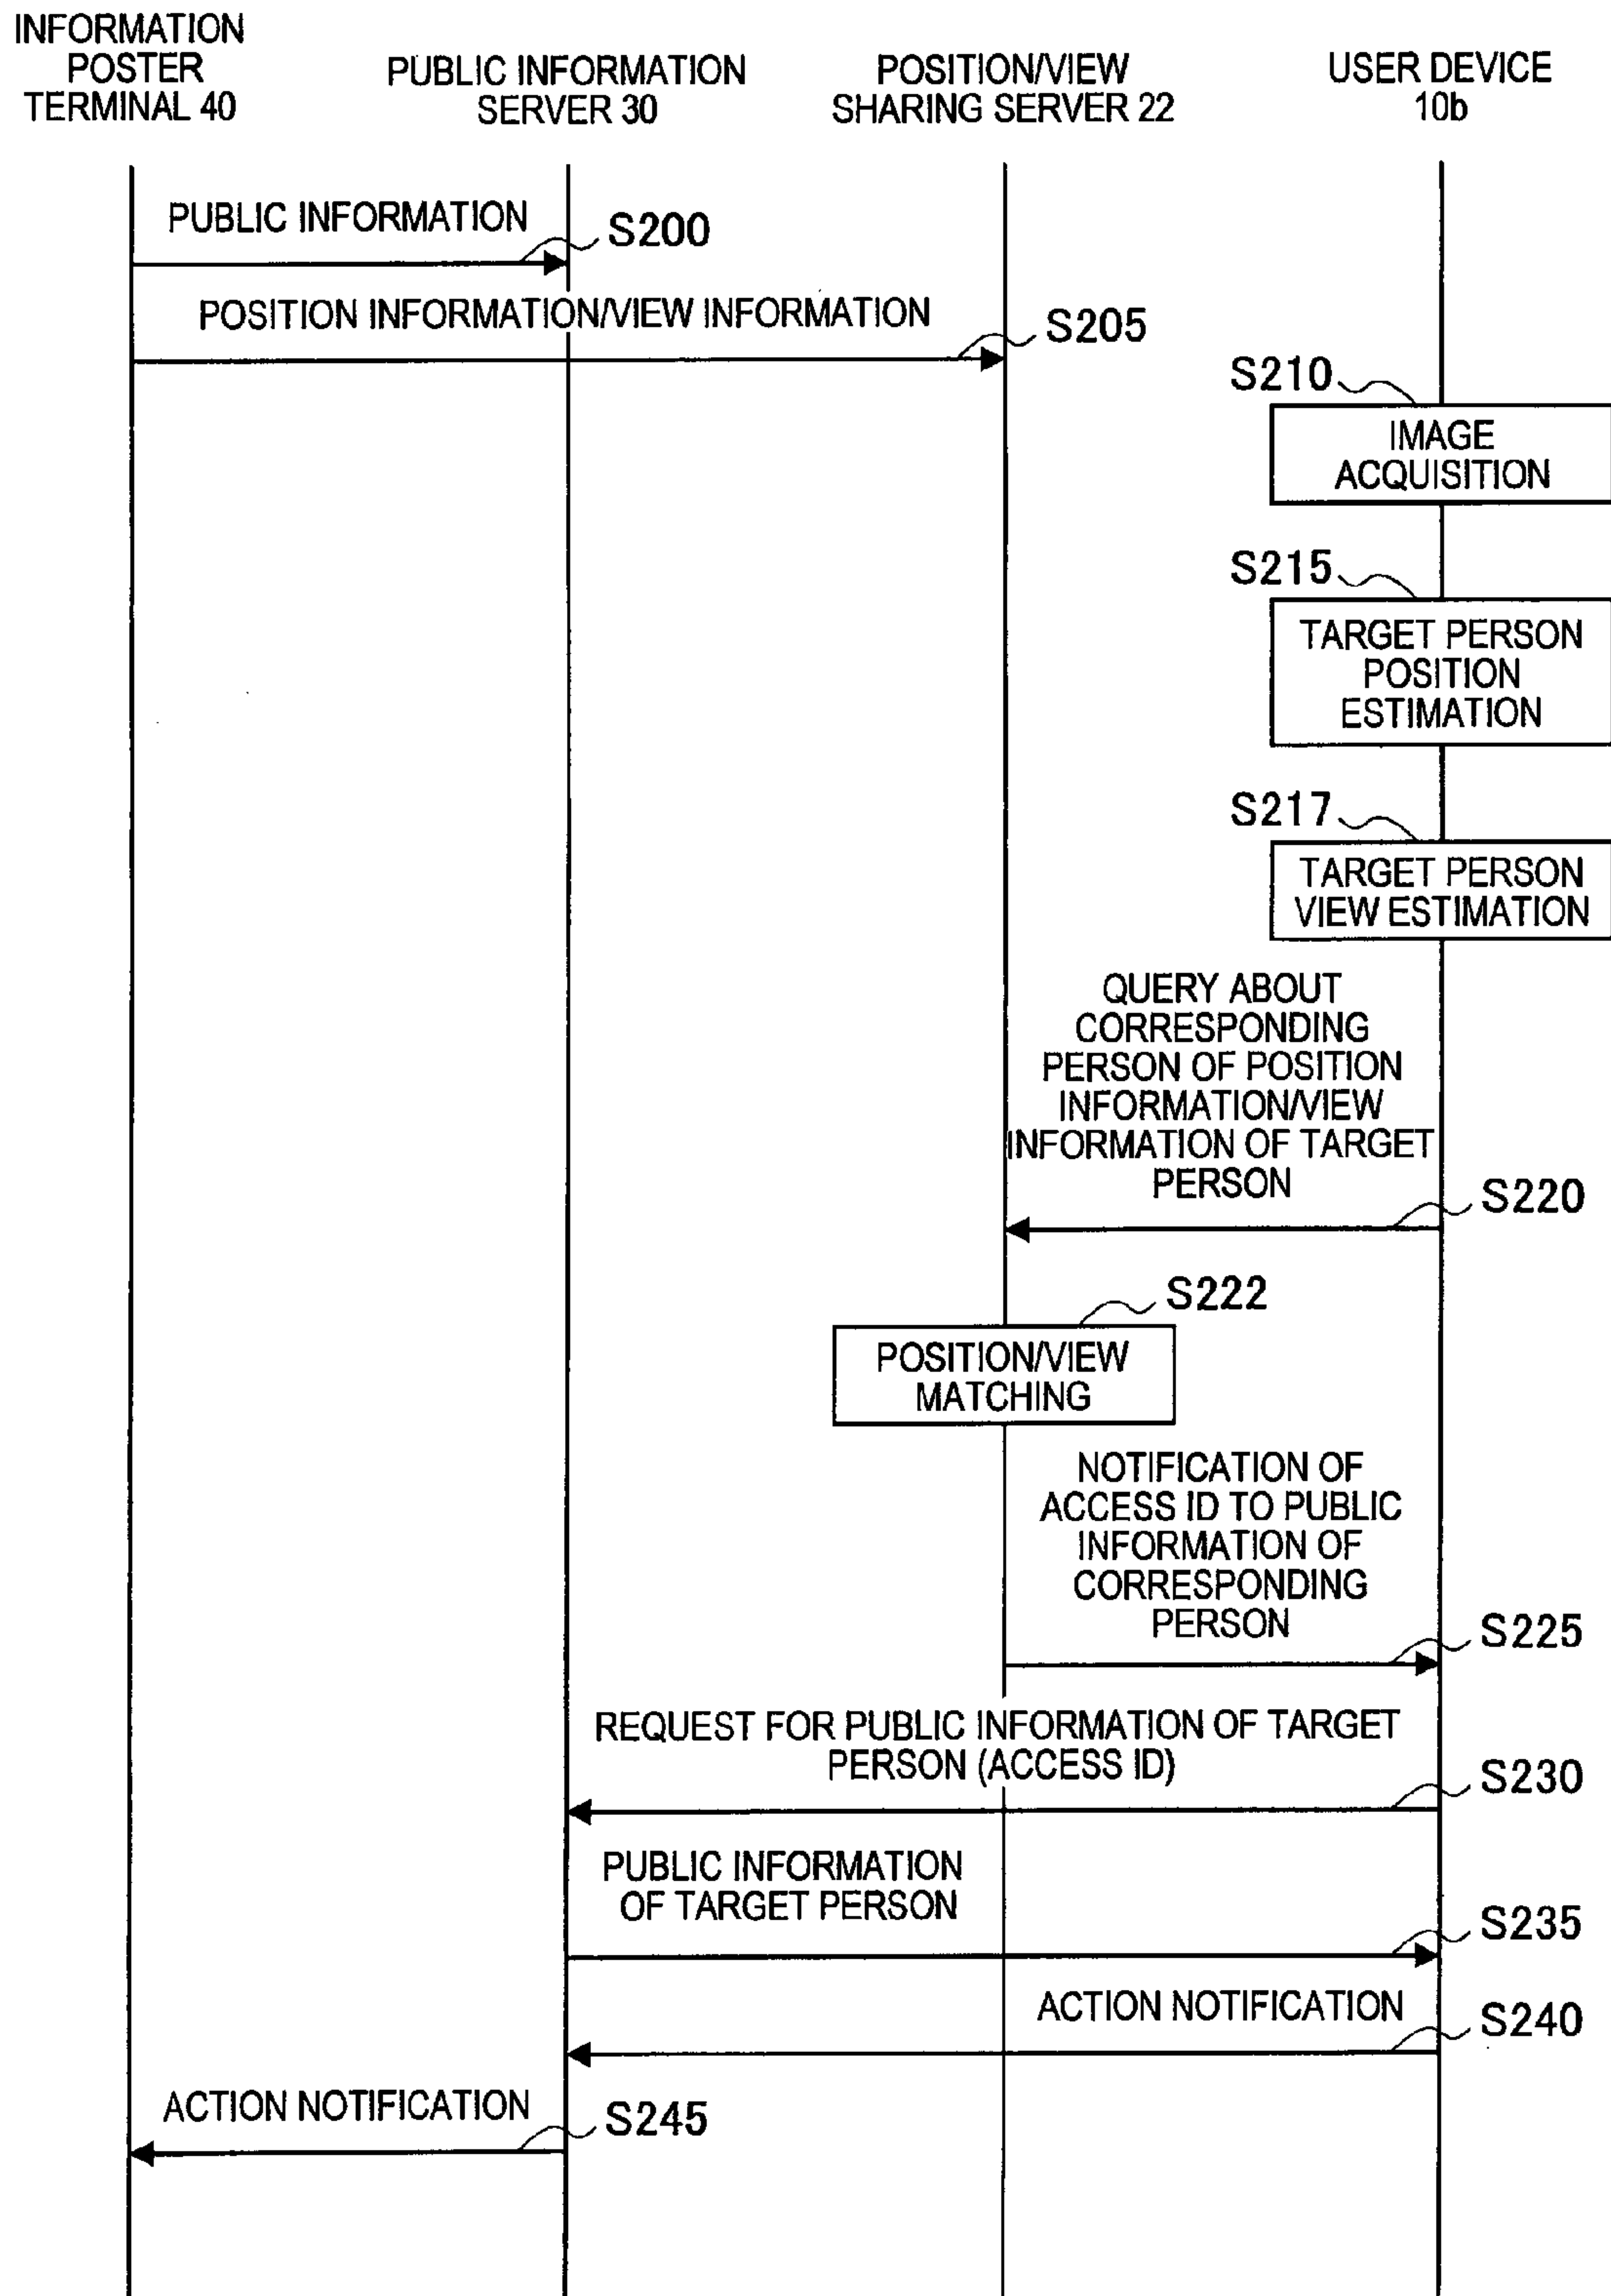 INFORMATION
POSTER
TERMINAL 40
PUBLIC INFORMATION
SERVER 30
POSITION/VIEW
SHARING SERVER 22
USER DEVICE
10b
PUBLIC INFORMATION
S200
POSITION INFORMATION/VIEW INFORMATION
S205
S210
IMAGE
ACQUISITION
S215
TARGET PERSON
POSITION
ESTIMATION
S217
TARGET PERSON
VIEW ESTIMATION
QUERY ABOUT
CORRESPONDING
PERSON OF POSITION
INFORMATION/VIEW
INFORMATION OF TARGET
PERSON
S220
S222
POSITION/VIEW
MATCHING
NOTIFICATION OF
ACCESS ID TO PUBLIC
INFORMATION OF
CORRESPONDING
PERSON
S225
REQUEST FOR PUBLIC INFORMATION OF TARGET
PERSON (ACCESS ID)
S230
PUBLIC INFORMATION
OF TARGET PERSON
S235
ACTION NOTIFICATION
S240
ACTION NOTIFICATION
S245